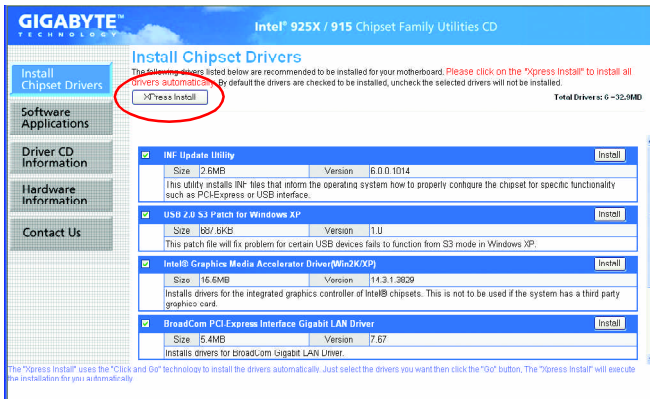 GIGABYTE™
TECHNOLOGY
Intel® 925X / 915 Chipset Family Utilities CD
Install Chipset Drivers
The following drivers listed below are recommended to be installed for your motherboard. Please click on the "Xpress Install" to install all
drivers automatically. By default the drivers are checked to be installed, uncheck the selected drivers will not be installed.
XPress Install
Total Drivers: 6 =32.9MB
Install
Chipset Drivers
Software
Applications
Driver CD
Information
Hardware
Information
Contact Us
INF Update Utility Install
Size 2.6MB Version 6.0.0.1014
This utility installs INF files that inform the operating system how to properly configure the chipset for specific functionality
such as PCI-Express or USB interface.
USB 2.0 S3 Patch for Windows XP Install
Size 687.6KB Version 1.0
This patch file will fix problem for certain USB devices fails to function from S3 mode in Windows XP.
Intel® Graphics Media Accelerator Driver(Win2K/XP) Install
Size 16.6MB Version 14.3.1.3829
Installs drivers for the integrated graphics controller of Intel® chipsets. This is not to be used if the system has a third party
graphics card.
BroadCom PCI-Express Interface Gigabit LAN Driver Install
Size 5.4MB Version 7.67
Installs drivers for BroadCom Gigabit LAN Driver.
The "Xpress Install" uses the "Click and Go" technology to install the drivers automatically. Just select the drivers you want then click the "Go" button, The "Xpress Install" will execute
the installation for you automatically